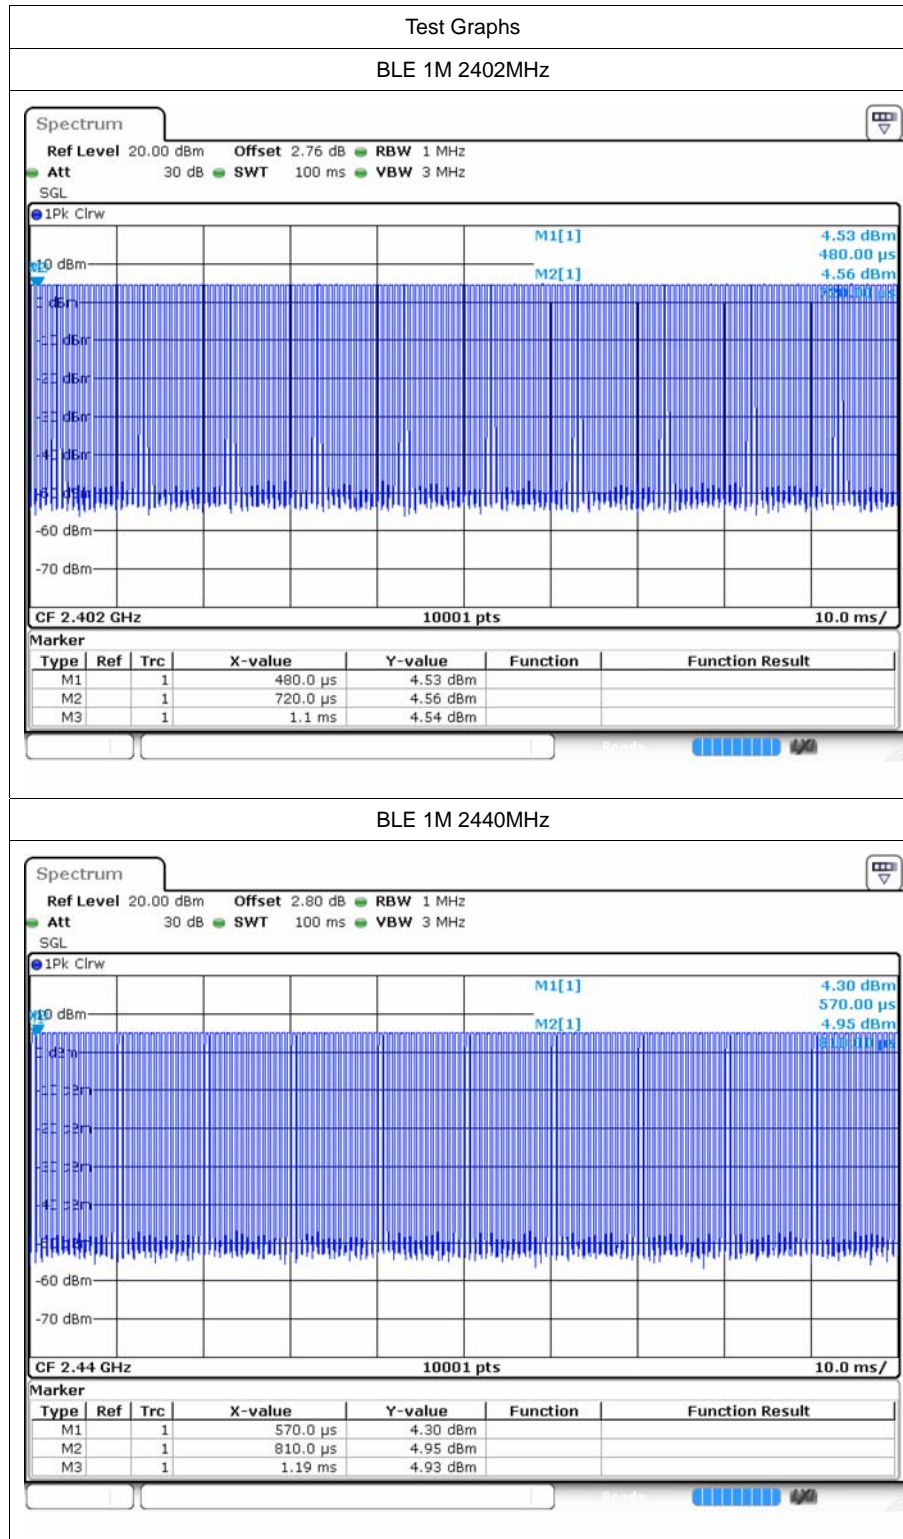 Test Graphs
BLE 1M 2402MHz
Spectrum
Ref Level 20.00 dBm Offset 2.76 dB RBW 1 MHz
Att 30 dB SWT 100 ms VBW 3 MHz
SGL
1Pk Clrw
M1[1] 4.53 dBm
480.00 µs
M2[1] 4.56 dBm
720.00 µs
-60 dBm
-70 dBm
CF 2.402 GHz 10001 pts 10.0 ms/
Marker
Type Ref Trc X-value Y-value Function Function Result
M1 1 480.0 µs 4.53 dBm
M2 1 720.0 µs 4.56 dBm
M3 1 1.1 ms 4.54 dBm
Ready
BLE 1M 2440MHz
Spectrum
Ref Level 20.00 dBm Offset 2.80 dB RBW 1 MHz
Att 30 dB SWT 100 ms VBW 3 MHz
SGL
1Pk Clrw
M1[1] 4.30 dBm
570.00 µs
M2[1] 4.95 dBm
810.00 µs
-60 dBm
-70 dBm
CF 2.44 GHz 10001 pts 10.0 ms/
Marker
Type Ref Trc X-value Y-value Function Function Result
M1 1 570.0 µs 4.30 dBm
M2 1 810.0 µs 4.95 dBm
M3 1 1.19 ms 4.93 dBm
Ready